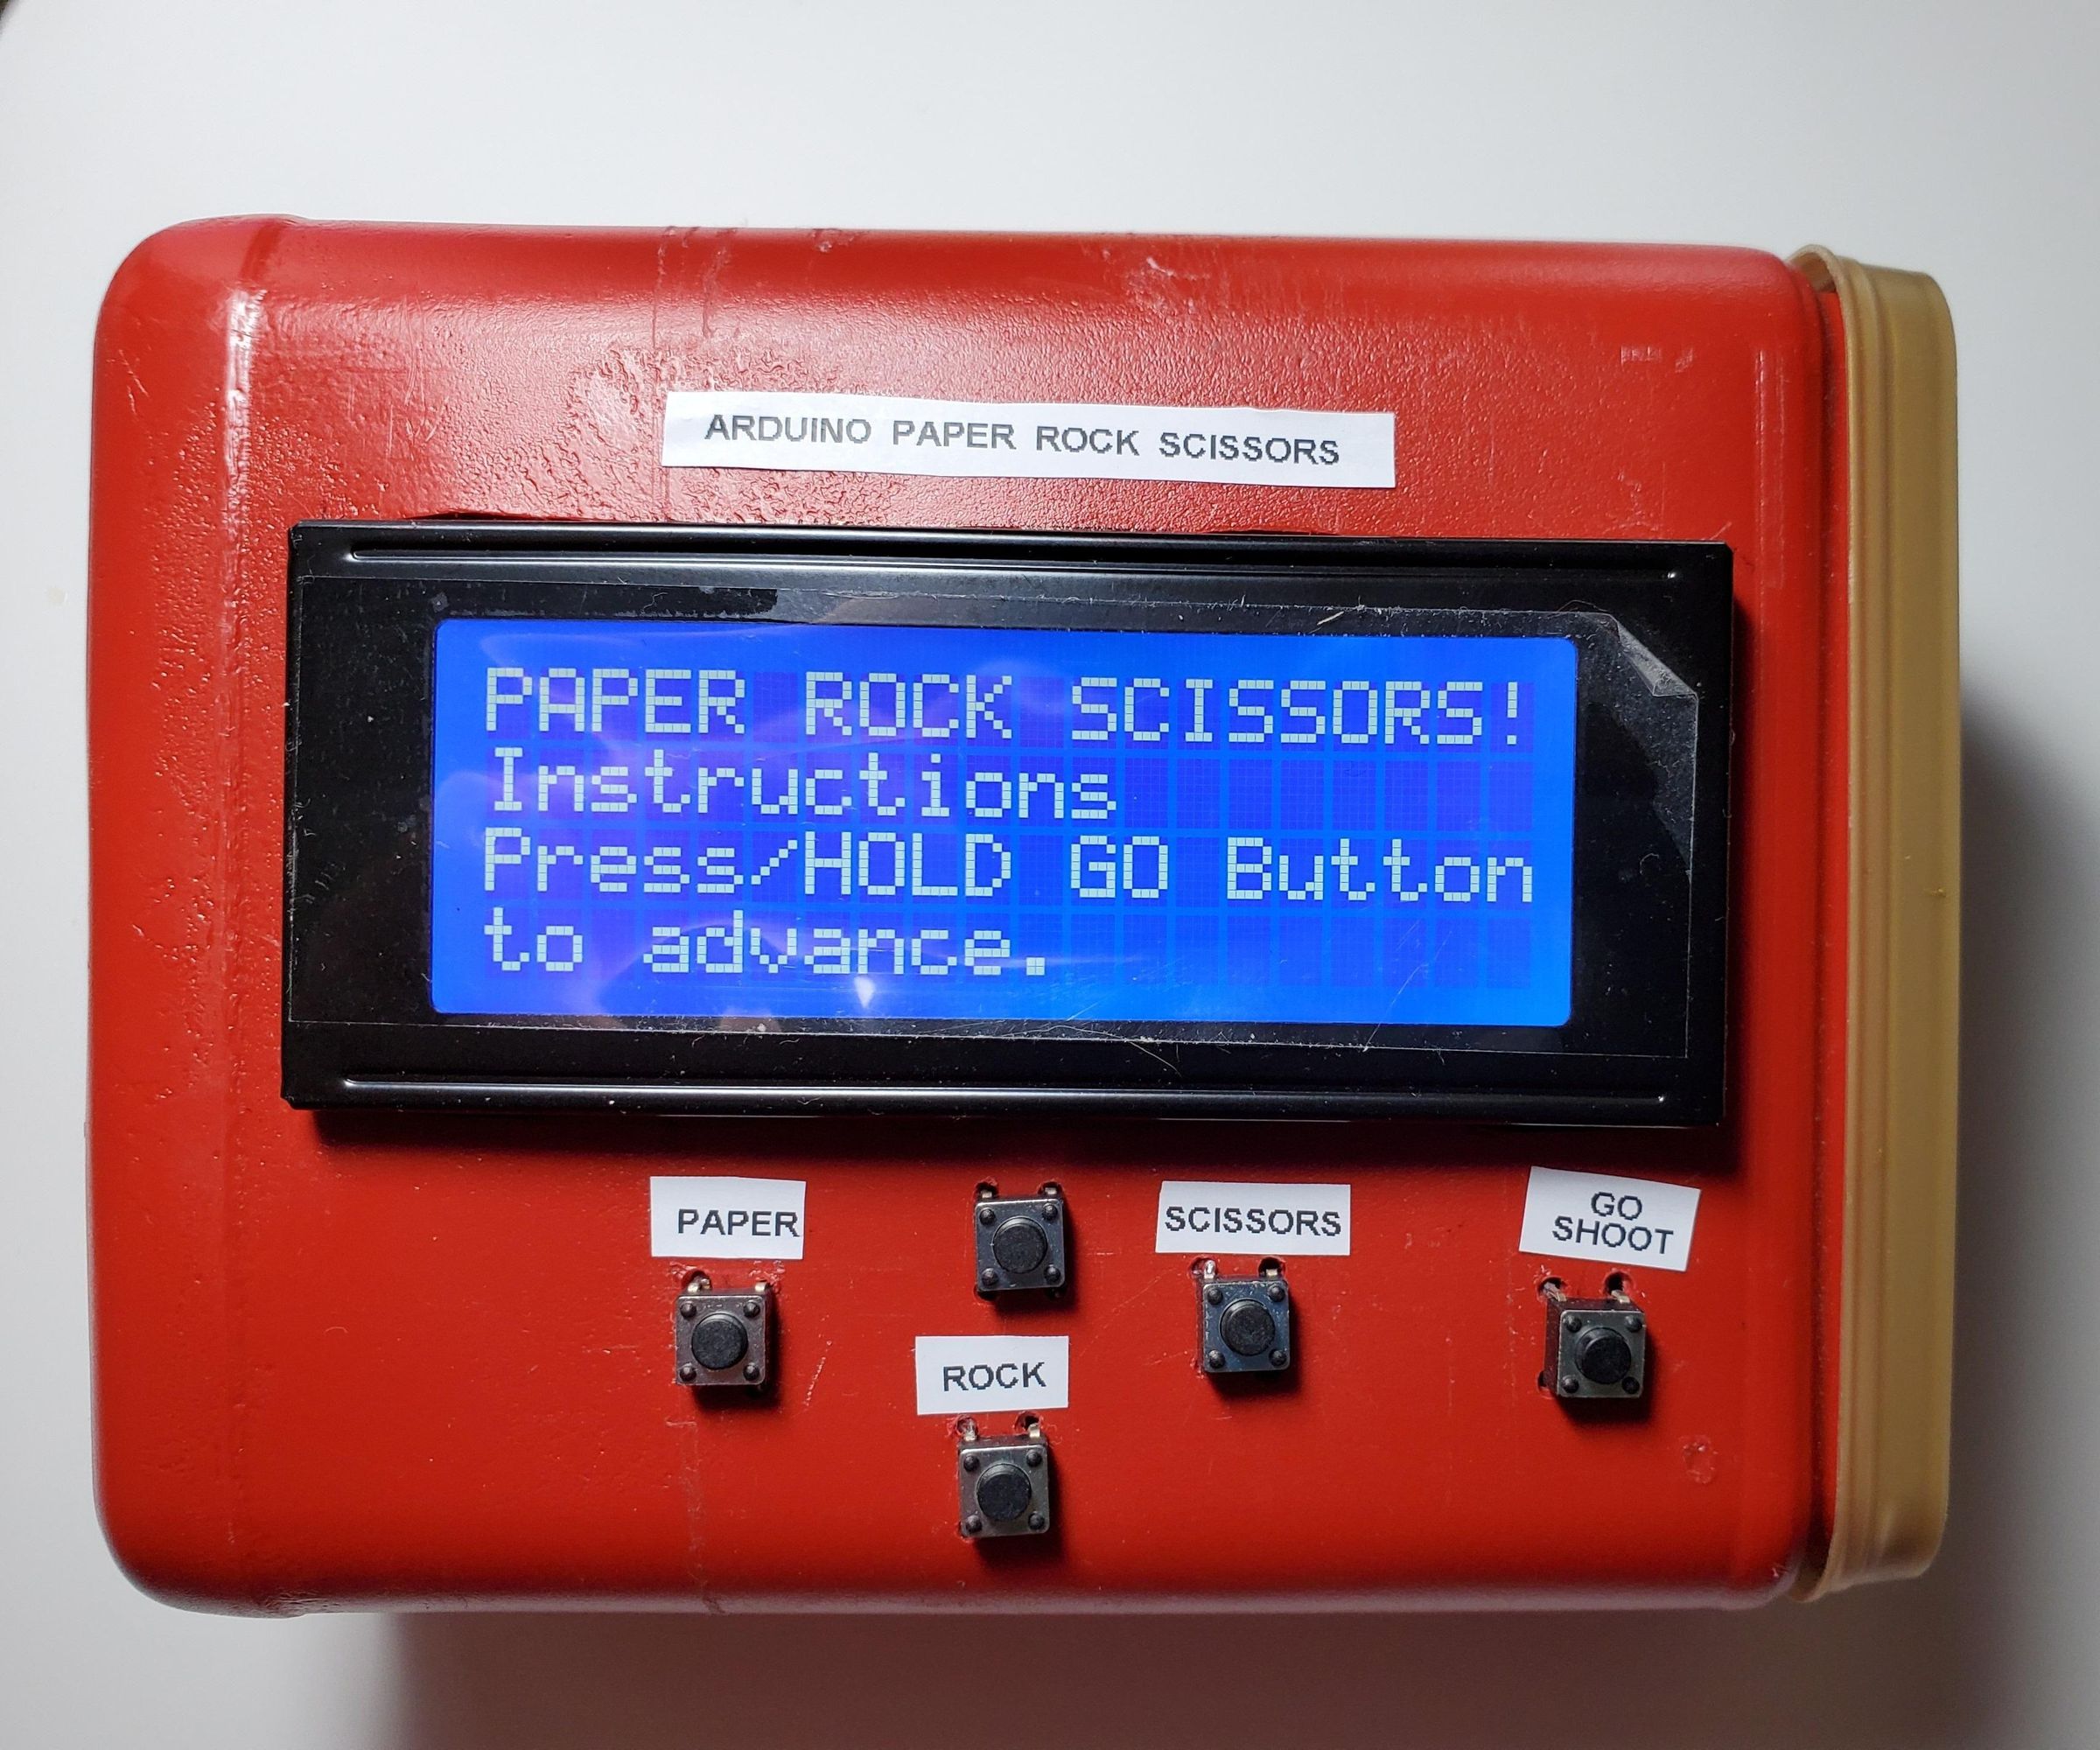 ARDUINO PAPER ROCK SCISSORS
PAPER ROCK SCISSORS!
Instructions
Press/HOLD GO Button
to advance.
PAPER
SCISSORS
GO
SHOOT
ROCK